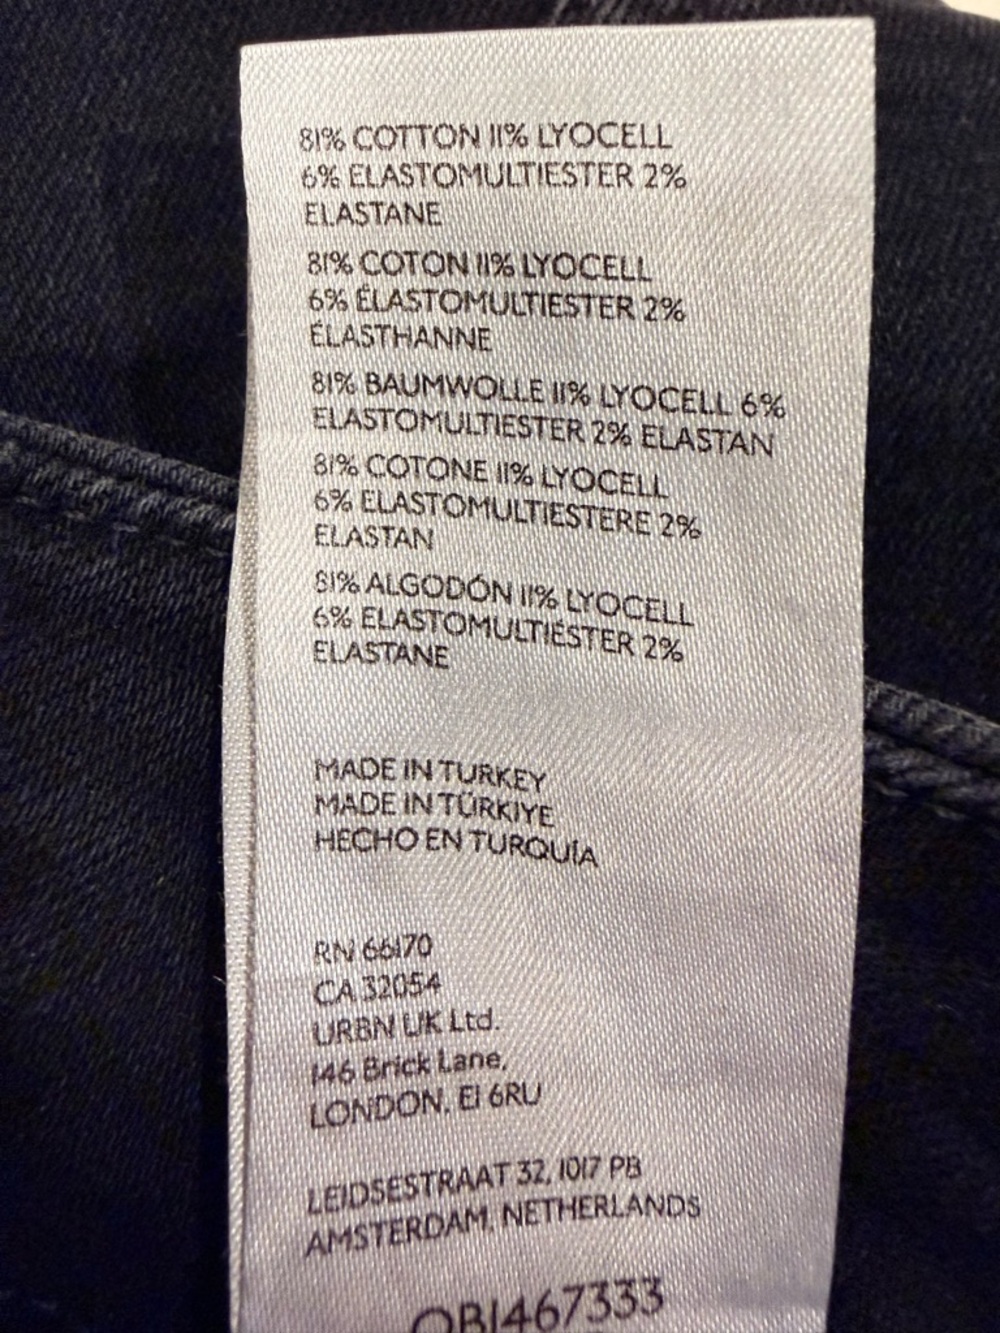 81% COTTON 11% LYOCELL
6% ELASTOMULTIESTER 2%
ELASTANE
81% COTON 11% LYOCELL
6% ÉLASTOMULTIESTER 2%
ÉLASTHANNE
81% BAUMWOLLE 11% LYOCELL 6%
ELASTOMULTIESTER 2% ELASTAN
81% COTONE 11% LYOCELL
6% ELASTOMULTIESTERE 2%
ELASTAN
81% ALGODÓN 11% LYOCELL
6% ELASTOMULTIÉSTER 2%
ELASTANE
MADE IN TURKEY
MADE IN TÜRKIYE
HECHO EN TURQUÍA
RN 66170
CA 32054
URBN UK Ltd.
146 Brick Lane,
LONDON. E1 6RU
LEIDSESTRAAT 32, 1017 PB
AMSTERDAM, NETHERLANDS
OB1467333